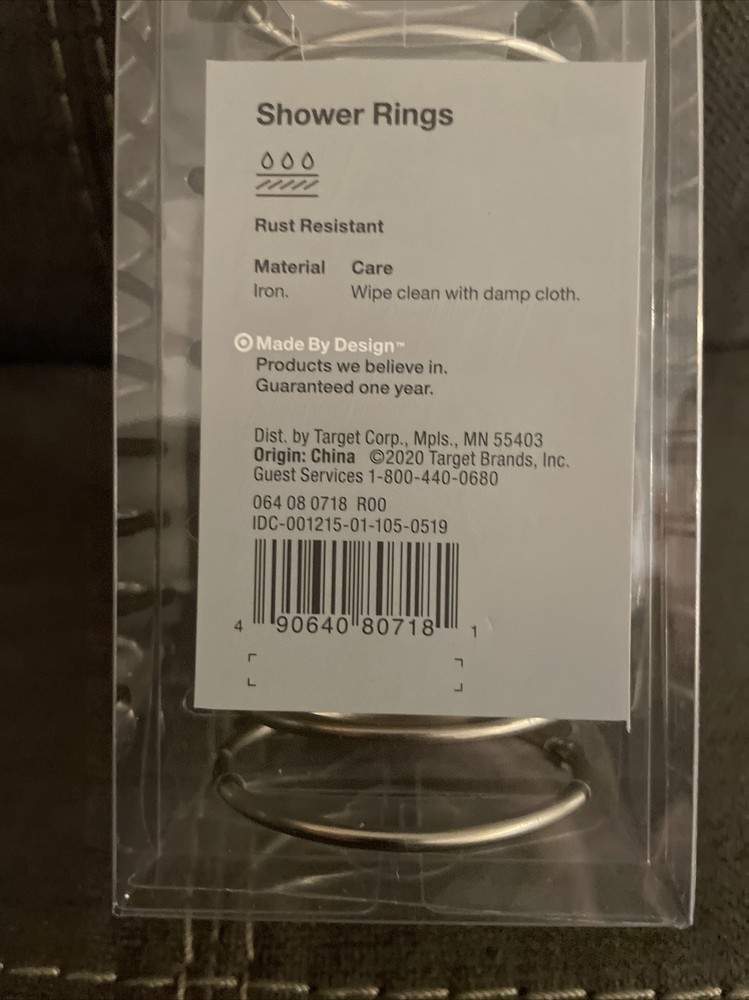 Shower Rings
Rust Resistant
Material Care
Iron. Wipe clean with damp cloth.
Made By Design™
Products we believe in.
Guaranteed one year.
Dist. by Target Corp., Mpls., MN 55403
Origin: China ©2020 Target Brands, Inc.
Guest Services 1-800-440-0680
064 08 0718 R00
IDC-001215-01-105-0519
4 90640 80718 1